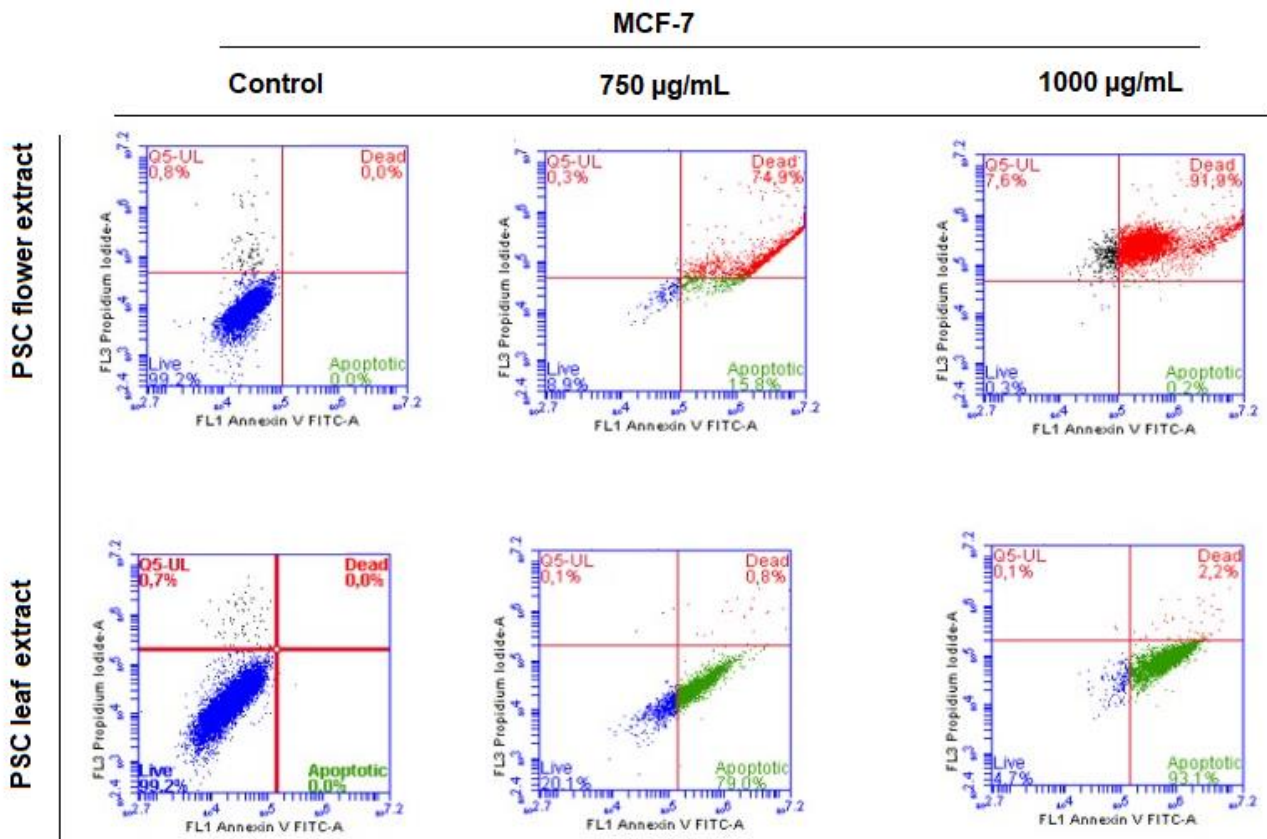 MCF-7
Control
750 µg/mL
1000 µg/mL
PSC flower extract
FL3 Propidium Iodide-A
Q5-UL
0,8%
Dead
0,0%
Live
99,2%
Apoptotic
0,0%
FL1 Annexin V FITC-A
FL3 Propidium Iodide-A
Q5-UL
0,3%
Dead
74,9%
Live
8,9%
Apoptotic
15,8%
FL1 Annexin V FITC-A
FL3 Propidium Iodide-A
Q5-UL
7,6%
Dead
91,9%
Live
0,3%
Apoptotic
0,2%
FL1 Annexin V FITC-A
PSC leaf extract
FL3 Propidium Iodide-A
Q5-UL
0,7%
Dead
0,0%
Live
99,2%
Apoptotic
0,0%
FL1 Annexin V FITC-A
FL3 Propidium Iodide-A
Q5-UL
0,1%
Dead
0,8%
Live
20,1%
Apoptotic
79,0%
FL1 Annexin V FITC-A
FL3 Propidium Iodide-A
Q5-UL
0,1%
Dead
2,2%
Live
4,7%
Apoptotic
93,1%
FL1 Annexin V FITC-A